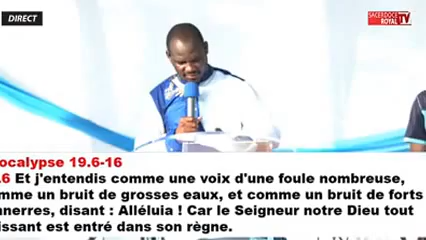 DIRECT
SACERDOCE
ROYAL TV
ocalypse 19.6-16
.6 Et j'entendis comme une voix d'une foule nombreuse,
mme un bruit de grosses eaux, et comme un bruit de forts
nnerres, disant : Alléluia ! Car le Seigneur notre Dieu tout
issant est entré dans son règne.